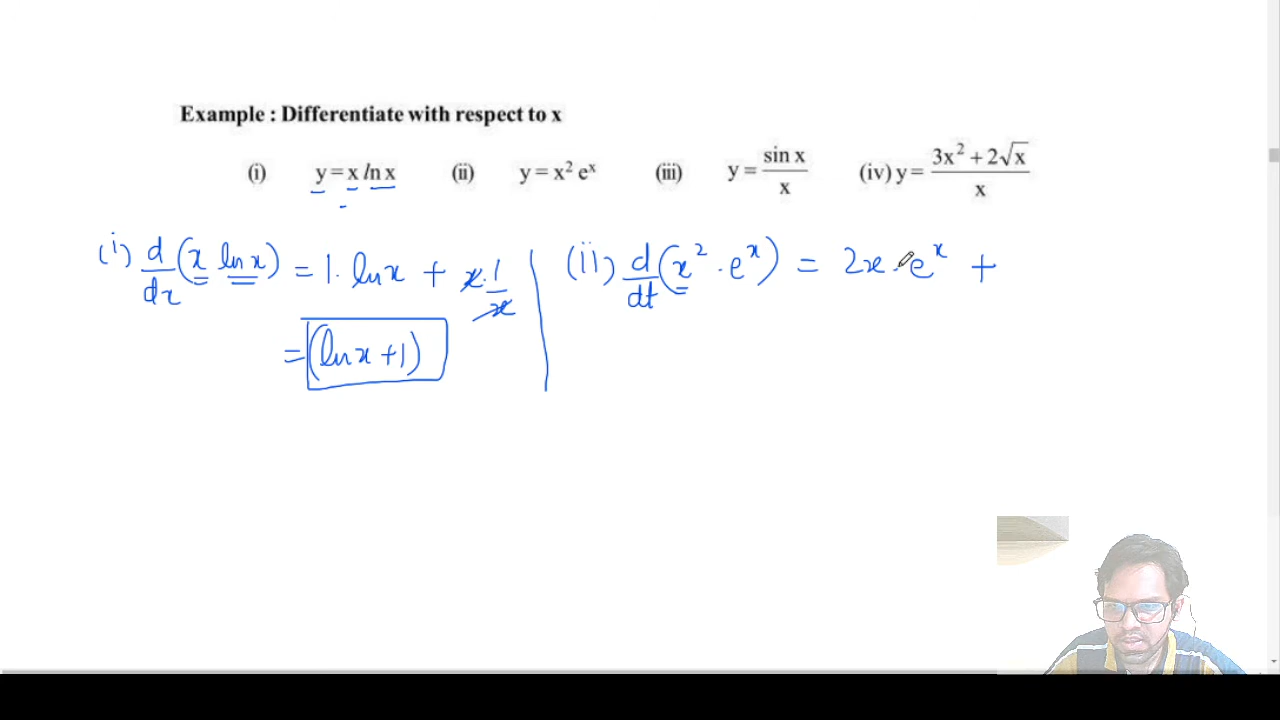 Example : Differentiate with respect to x
(i) y = x ln x (ii) y = x² eˣ (iii) y = sin x / x (iv) y = 3x² + 2√x / x
(i) d/dx (x ln x) = 1. ln x + x. 1/x
= (ln x + 1)
(ii) d/dt (x² · eˣ) = 2x · eˣ +